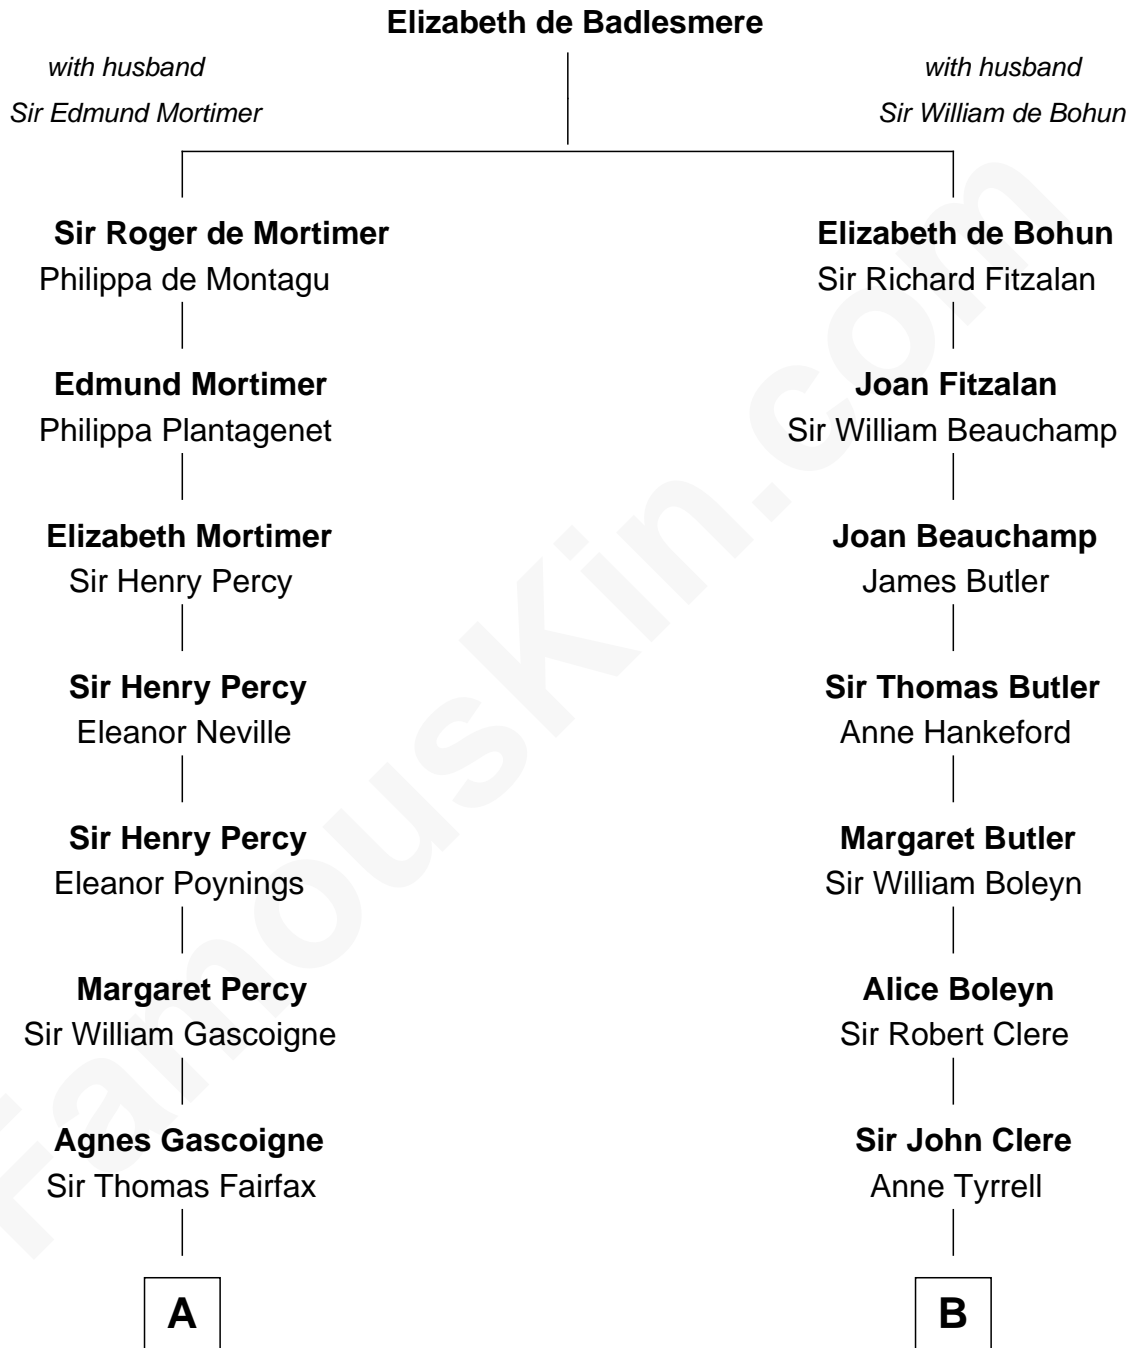 Elizabeth de Badlesmere
with husband
Sir Edmund Mortimer
with husband
Sir William de Bohun
Sir Roger de Mortimer
Philippa de Montagu
Elizabeth de Bohun
Sir Richard Fitzalan
Edmund Mortimer
Philippa Plantagenet
Joan Fitzalan
Sir William Beauchamp
Elizabeth Mortimer
Sir Henry Percy
Joan Beauchamp
James Butler
Sir Henry Percy
Eleanor Neville
Sir Thomas Butler
Anne Hankeford
Sir Henry Percy
Eleanor Poynings
Margaret Butler
Sir William Boleyn
Margaret Percy
Sir William Gascoigne
Alice Boleyn
Sir Robert Clere
Agnes Gascoigne
Sir Thomas Fairfax
Sir John Clere
Anne Tyrrell
A
B
FamousKin.com